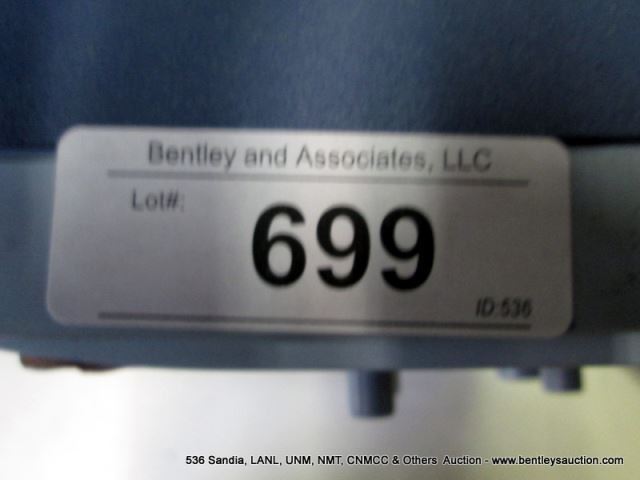 Bentley and Associates, LLC
Lot#:
699
ID:536
536 Sandia, LANL, UNM, NMT, CNMCC & Others Auction - www.bentleysauction.com